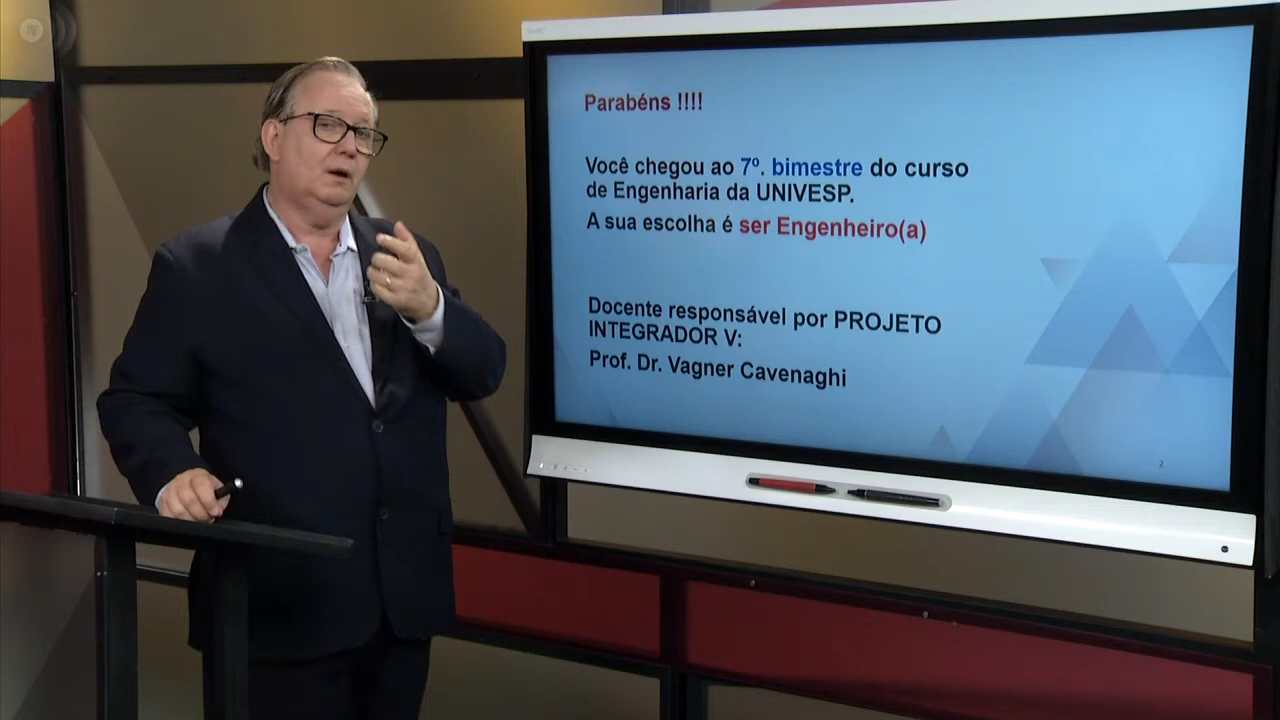 Parabéns !!!!
Você chegou ao 7º. bimestre do curso
de Engenharia da UNIVESP.
A sua escolha é ser Engenheiro(a)
Docente responsável por PROJETO
INTEGRADOR V:
Prof. Dr. Vagner Cavenaghi
2